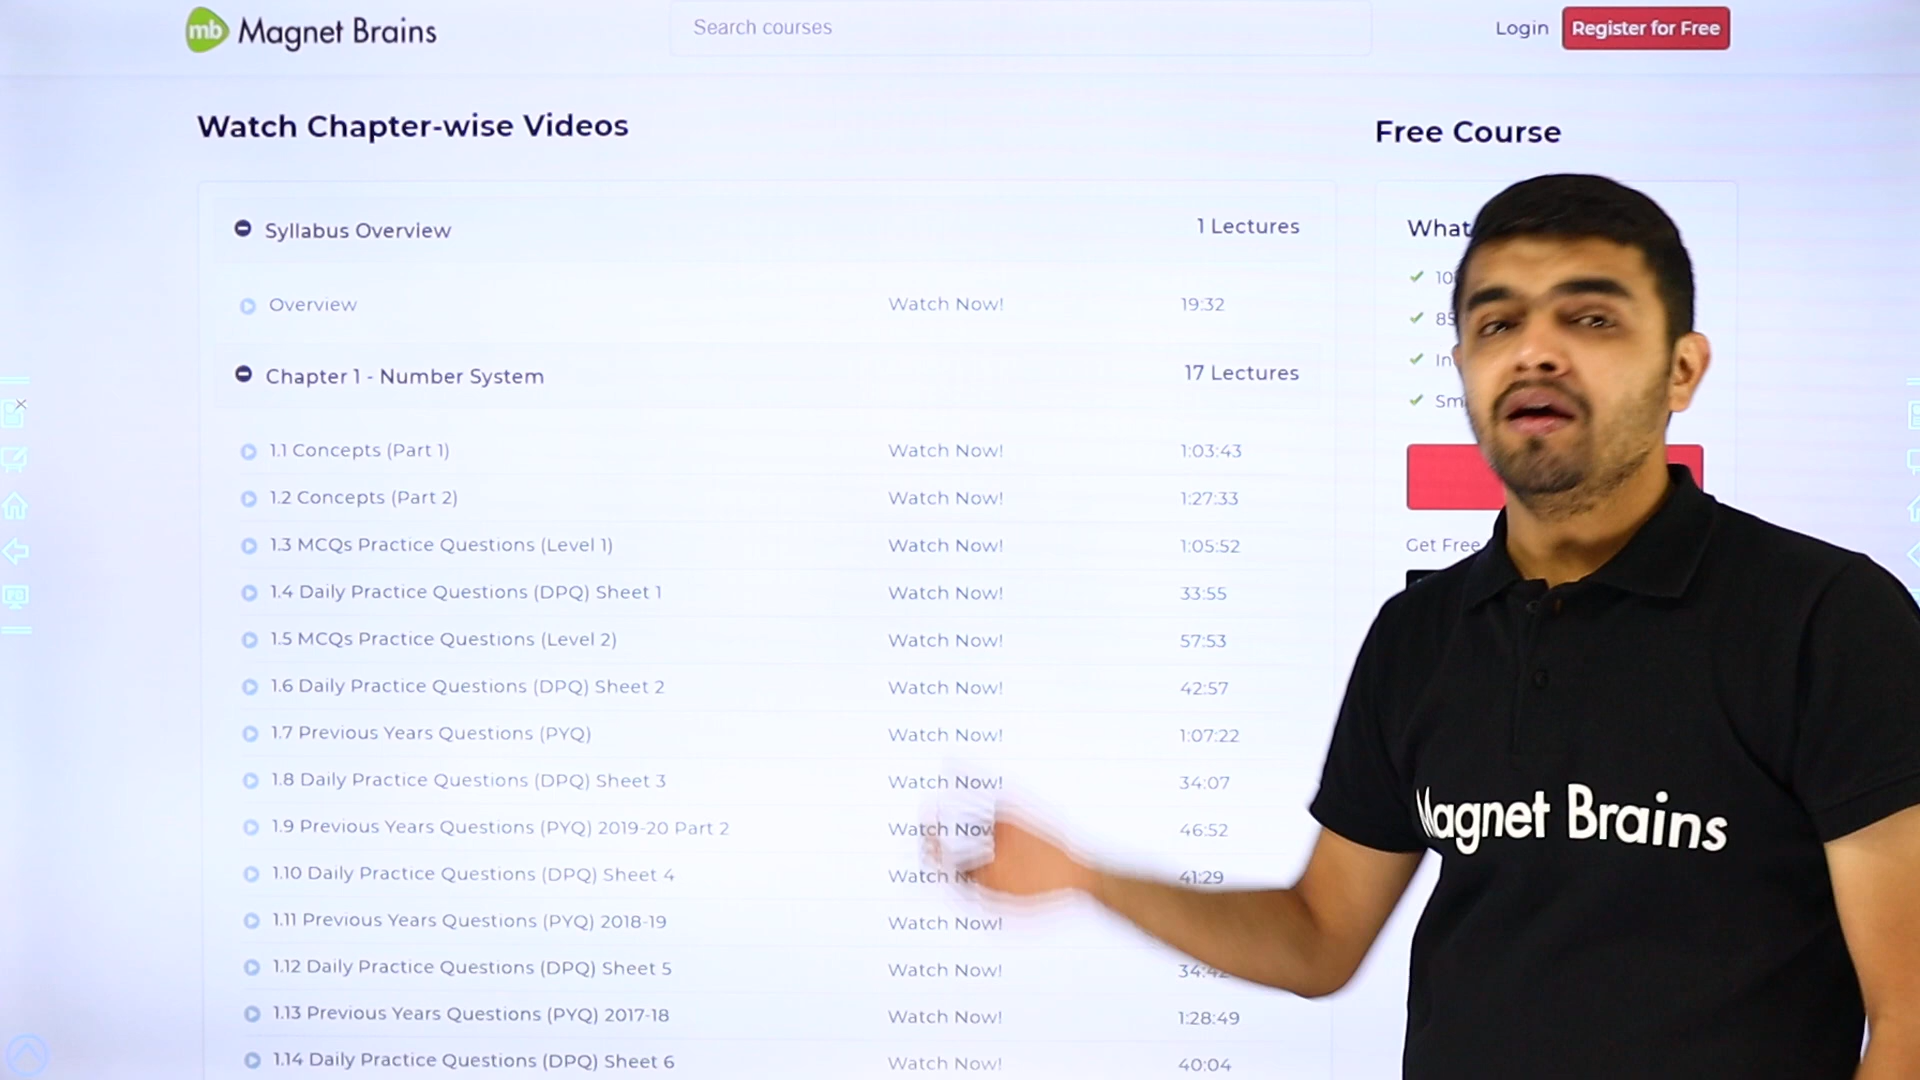 mb Magnet Brains
Search courses
Login
Register for Free
Watch Chapter-wise Videos
Free Course
Syllabus Overview 1 Lectures
Overview Watch Now! 19:32
Chapter 1 - Number System 17 Lectures
1.1 Concepts (Part 1) Watch Now! 1:03:43
1.2 Concepts (Part 2) Watch Now! 1:27:33
1.3 MCQs Practice Questions (Level 1) Watch Now! 1:05:52
1.4 Daily Practice Questions (DPQ) Sheet 1 Watch Now! 33:55
1.5 MCQs Practice Questions (Level 2) Watch Now! 57:53
1.6 Daily Practice Questions (DPQ) Sheet 2 Watch Now! 42:57
1.7 Previous Years Questions (PYQ) Watch Now! 1:07:22
1.8 Daily Practice Questions (DPQ) Sheet 3 Watch Now! 34:07
1.9 Previous Years Questions (PYQ) 2019-20 Part 2 Watch Now 46:52
1.10 Daily Practice Questions (DPQ) Sheet 4 Watch 41:29
1.11 Previous Years Questions (PYQ) 2018-19 Watch Now!
1.12 Daily Practice Questions (DPQ) Sheet 5 Watch Now! 34:42
1.13 Previous Years Questions (PYQ) 2017-18 Watch Now! 1:28:49
1.14 Daily Practice Questions (DPQ) Sheet 6 Watch Now! 40:04
What
Get Free
Magnet Brains